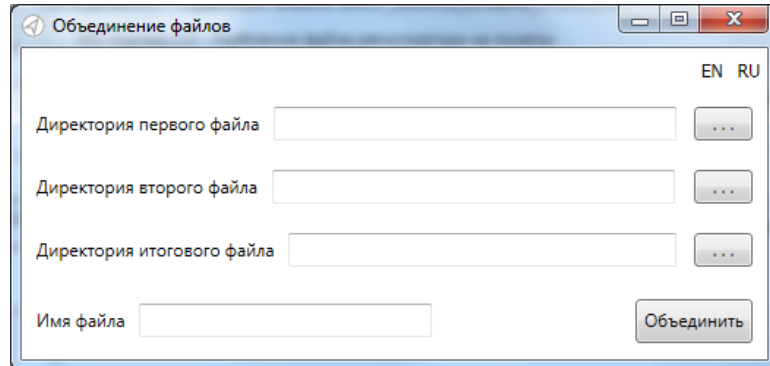 Объединение файлов
EN RU
Директория первого файла ...
Директория второго файла ...
Директория итогового файла ...
Имя файла Объединить